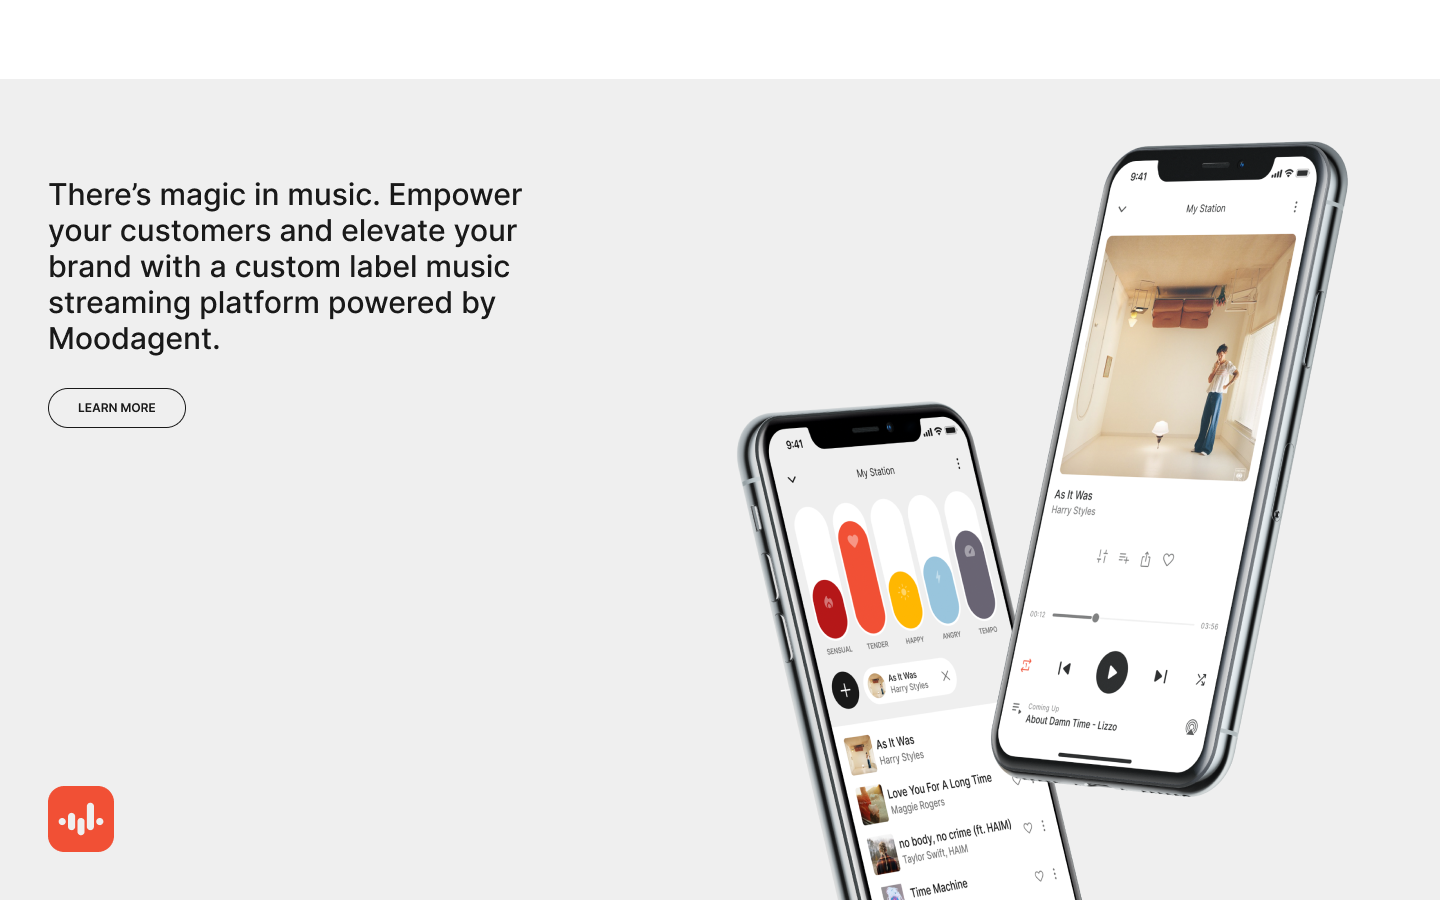 There’s magic in music. Empower
your customers and elevate your
brand with a custom label music
streaming platform powered by
Moodagent.
LEARN MORE
9:41
My Station
SENSUAL
TENDER
HAPPY
ANGRY
TEMPO
As It Was
Harry Styles
As It Was
Harry Styles
Love You For A Long Time
Maggie Rogers
no body, no crime (ft. HAIM)
Taylor Swift, HAIM
Time Machine
9:41
My Station
As It Was
Harry Styles
00:12
03:56
Coming Up
About Damn Time - Lizzo